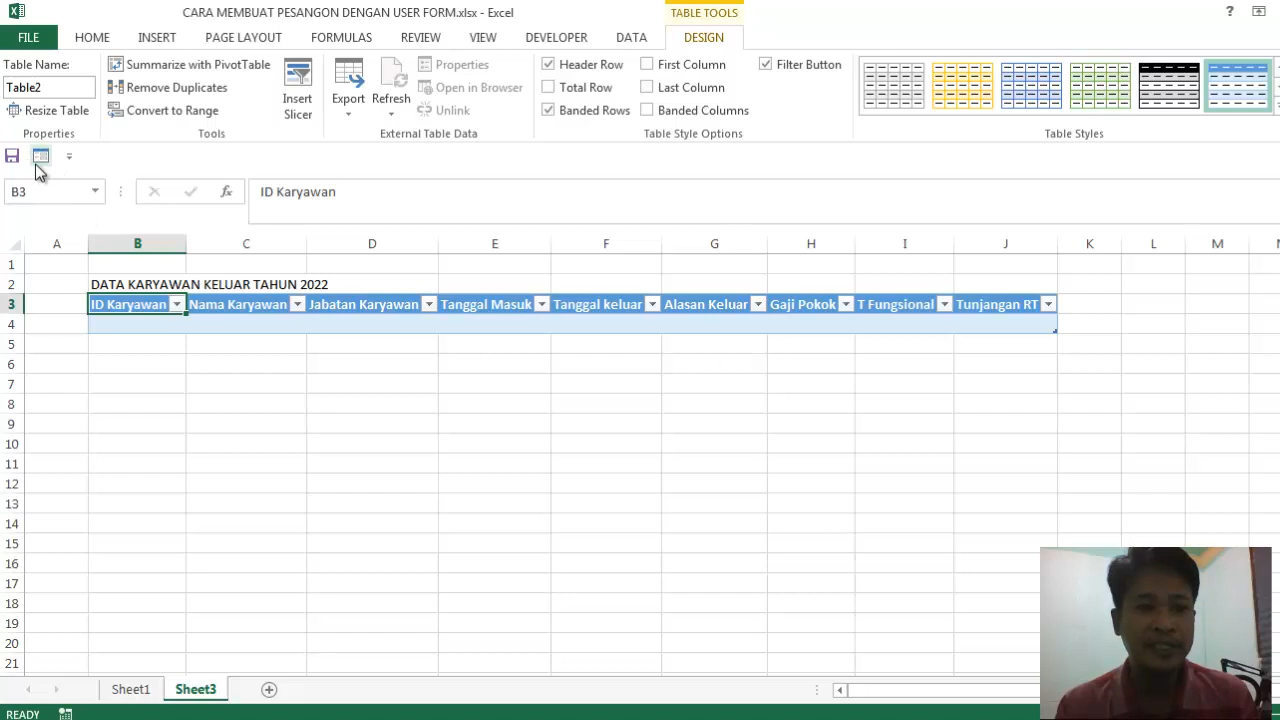 CARA MEMBUAT PESANGON DENGAN USER FORM.xlsx - Excel
TABLE TOOLS
?
FILE HOME INSERT PAGE LAYOUT FORMULAS REVIEW VIEW DEVELOPER DATA DESIGN
Table Name:
Table2
Resize Table
Properties
Summarize with PivotTable
Remove Duplicates
Convert to Range
Insert
Slicer
Tools
Export
Refresh
Properties
Open in Browser
Unlink
External Table Data
Header Row
Total Row
Banded Rows
First Column
Last Column
Banded Columns
Filter Button
Table Style Options
Table Styles
B3
fx
ID Karyawan
A B C D E F G H I J K L M
1
2 DATA KARYAWAN KELUAR TAHUN 2022
3 ID Karyawan Nama Karyawan Jabatan Karyawan Tanggal Masuk Tanggal keluar Alasan Keluar Gaji Pokok T Fungsional Tunjangan RT
4
5
6
7
8
9
10
11
12
13
14
15
16
17
18
19
20
21
Sheet1 Sheet3
READY